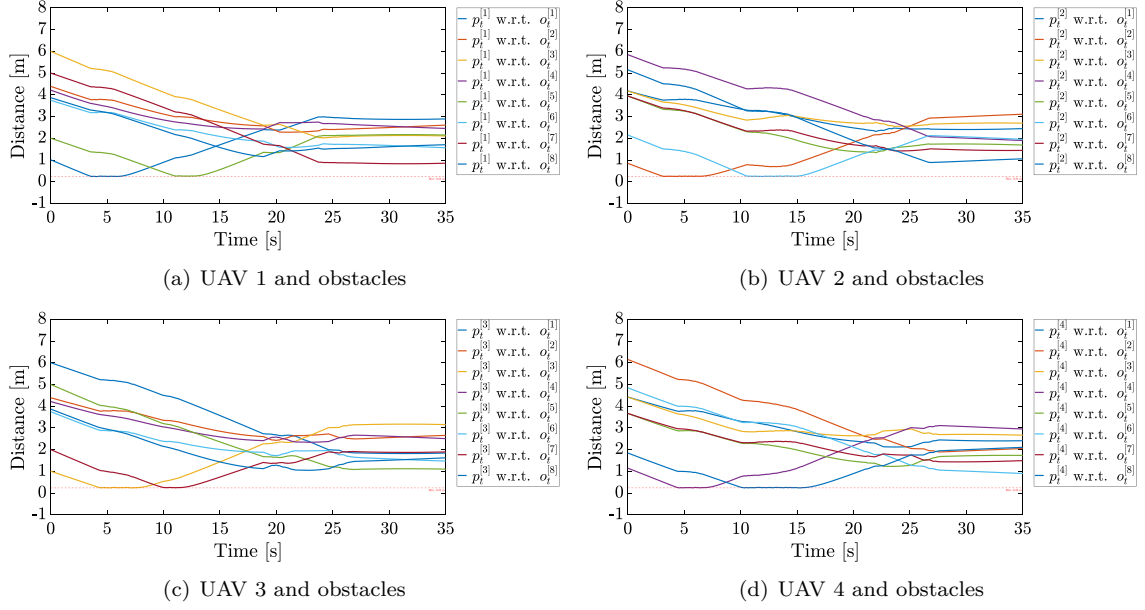 8
7
6
5
4
3
2
1
0
-1
Distance [m]
0 5 10 15 20 25 30 35
Time [s]
p_t^[1] w.r.t. o_t^[1]
p_t^[1] w.r.t. o_t^[2]
p_t^[1] w.r.t. o_t^[3]
p_t^[1] w.r.t. o_t^[4]
p_t^[1] w.r.t. o_t^[5]
p_t^[1] w.r.t. o_t^[6]
p_t^[1] w.r.t. o_t^[7]
p_t^[1] w.r.t. o_t^[8]
(a) UAV 1 and obstacles
8
7
6
5
4
3
2
1
0
-1
Distance [m]
0 5 10 15 20 25 30 35
Time [s]
p_t^[2] w.r.t. o_t^[1]
p_t^[2] w.r.t. o_t^[2]
p_t^[2] w.r.t. o_t^[3]
p_t^[2] w.r.t. o_t^[4]
p_t^[2] w.r.t. o_t^[5]
p_t^[2] w.r.t. o_t^[6]
p_t^[2] w.r.t. o_t^[7]
p_t^[2] w.r.t. o_t^[8]
(b) UAV 2 and obstacles
8
7
6
5
4
3
2
1
0
-1
Distance [m]
0 5 10 15 20 25 30 35
Time [s]
p_t^[3] w.r.t. o_t^[1]
p_t^[3] w.r.t. o_t^[2]
p_t^[3] w.r.t. o_t^[3]
p_t^[3] w.r.t. o_t^[4]
p_t^[3] w.r.t. o_t^[5]
p_t^[3] w.r.t. o_t^[6]
p_t^[3] w.r.t. o_t^[7]
p_t^[3] w.r.t. o_t^[8]
(c) UAV 3 and obstacles
8
7
6
5
4
3
2
1
0
-1
Distance [m]
0 5 10 15 20 25 30 35
Time [s]
p_t^[4] w.r.t. o_t^[1]
p_t^[4] w.r.t. o_t^[2]
p_t^[4] w.r.t. o_t^[3]
p_t^[4] w.r.t. o_t^[4]
p_t^[4] w.r.t. o_t^[5]
p_t^[4] w.r.t. o_t^[6]
p_t^[4] w.r.t. o_t^[7]
p_t^[4] w.r.t. o_t^[8]
(d) UAV 4 and obstacles